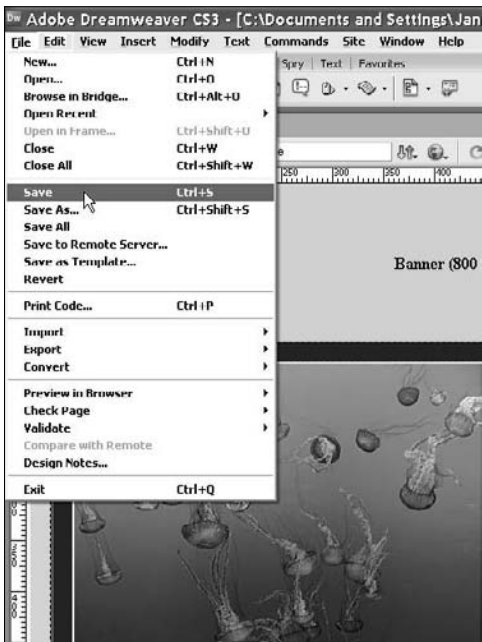 Dw Adobe Dreamweaver CS3 - [C:\Documents and Settings\Jan
File Edit View Insert Modify Text Commands Site Window Help
Spry Text Favorites
New... Ctrl+N
Open... Ctrl+O
Browse in Bridge... Ctrl+Alt+O
Open Recent
Open in Frame... Ctrl+Shift+O
Close Ctrl+W
Close All Ctrl+Shift+W
250 300 350 400
Save Ctrl+S
Save As... Ctrl+Shift+S
Save All
Save to Remote Server...
Save as Template...
Banner (800
Revert
Print Code... Ctrl+P
Import
Export
Convert
Preview in Browser
Check Page
Validate
Compare with Remote
Design Notes...
Exit Ctrl+Q